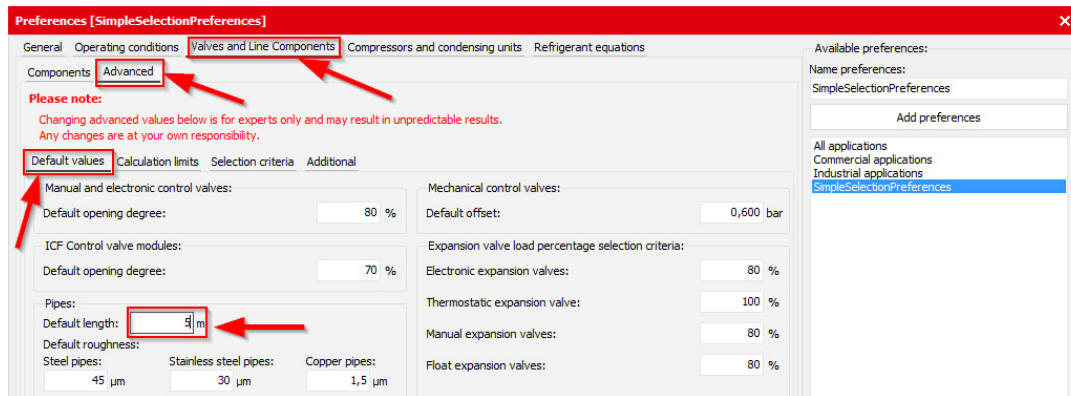 Preferences [SimpleSelectionPreferences]
General Operating conditions Valves and Line Components Compressors and condensing units Refrigerant equations
Components Advanced
Please note:
Changing advanced values below is for experts only and may result in unpredictable results.
Any changes are at your own responsibility.
Default values Calculation limits Selection criteria Additional
Manual and electronic control valves:
Default opening degree: 80 %
ICF Control valve modules:
Default opening degree: 70 %
Pipes:
Default length: 5 m
Default roughness:
Steel pipes: Stainless steel pipes: Copper pipes:
45 µm 30 µm 1,5 µm
Mechanical control valves:
Default offset: 0,600 bar
Expansion valve load percentage selection criteria:
Electronic expansion valves: 80 %
Thermostatic expansion valve: 100 %
Manual expansion valves: 80 %
Float expansion valves: 80 %
Available preferences:
Name preferences:
SimpleSelectionPreferences
Add preferences
All applications
Commercial applications
Industrial applications
SimpleSelectionPreferences